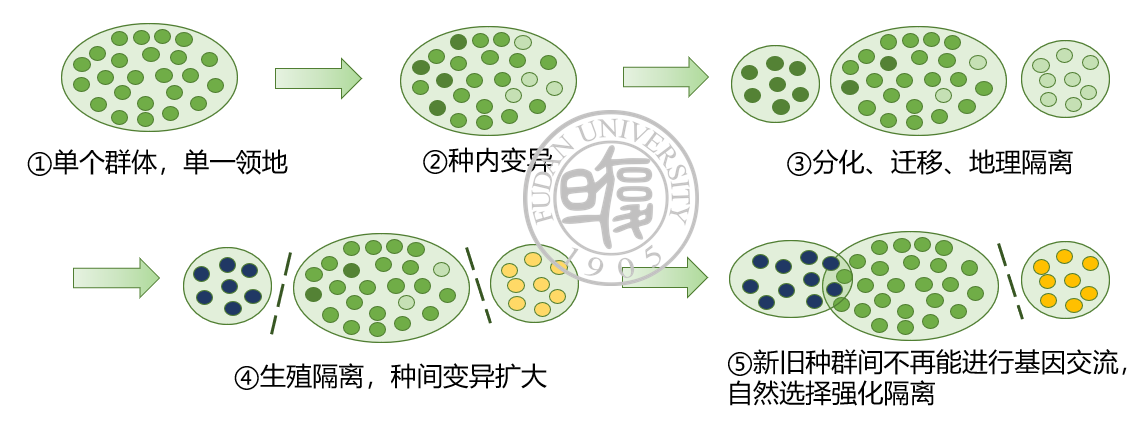 ①单个群体，单一领地
②种内变异
③分化、迁移、地理隔离
FUDAN UNIVERSITY
1905
④生殖隔离，种间变异扩大
⑤新旧种群间不再能进行基因交流，
自然选择强化隔离